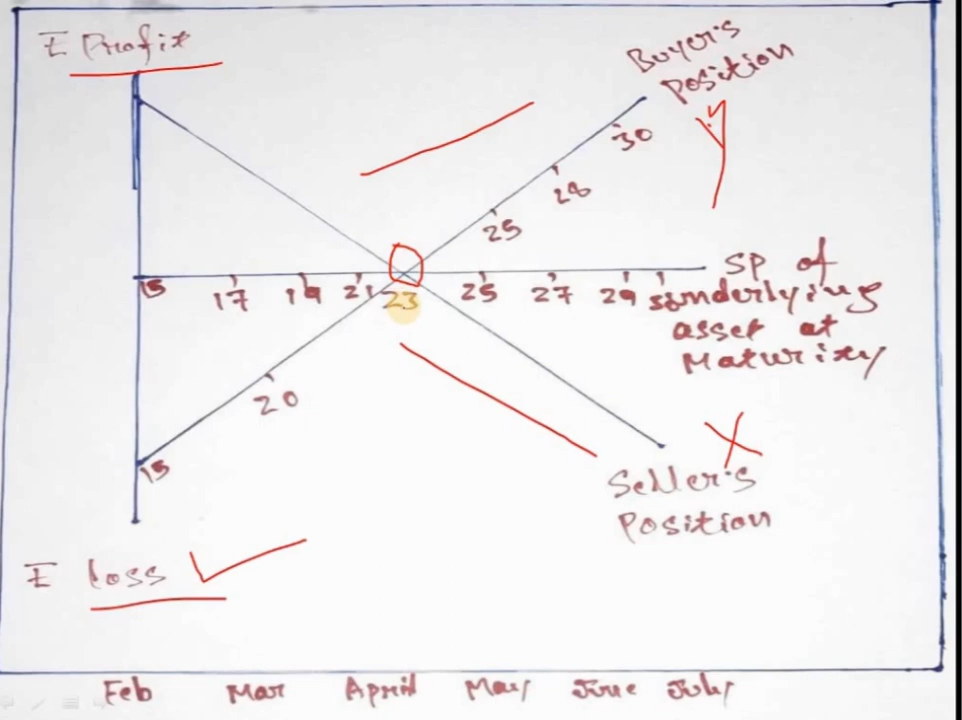 E Profit
Buyer's
Position
30
28
25
SP of
15 17 19 21 23 25 27 29
underlying
asset at
Maturity
20
15
Seller's
Position
E loss
Feb Mar April May June July